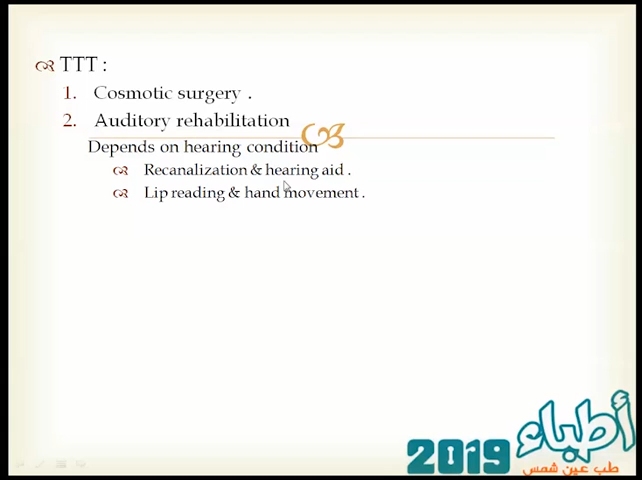 TTT :
1. Cosmotic surgery .
2. Auditory rehabilitation
Depends on hearing condition
Recanalization & hearing aid .
Lip reading & hand movement .
أطباء
2019
طب عين شمس